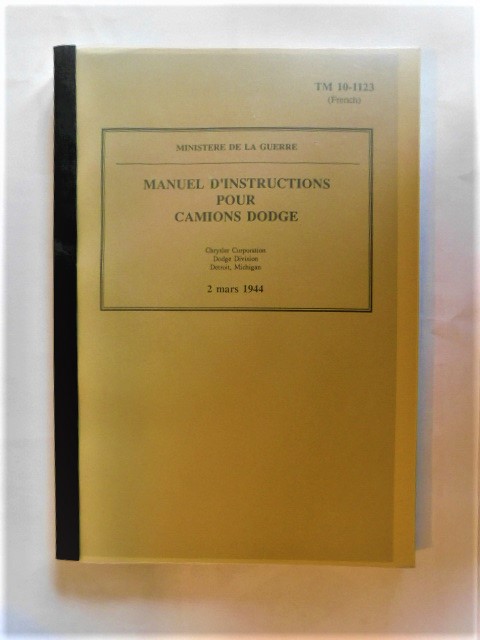 TM 10-1123
(French)
MINISTERE DE LA GUERRE
MANUEL D'INSTRUCTIONS
POUR
CAMIONS DODGE
Chrysler Corporation
Dodge Division
Detroit, Michigan
2 mars 1944